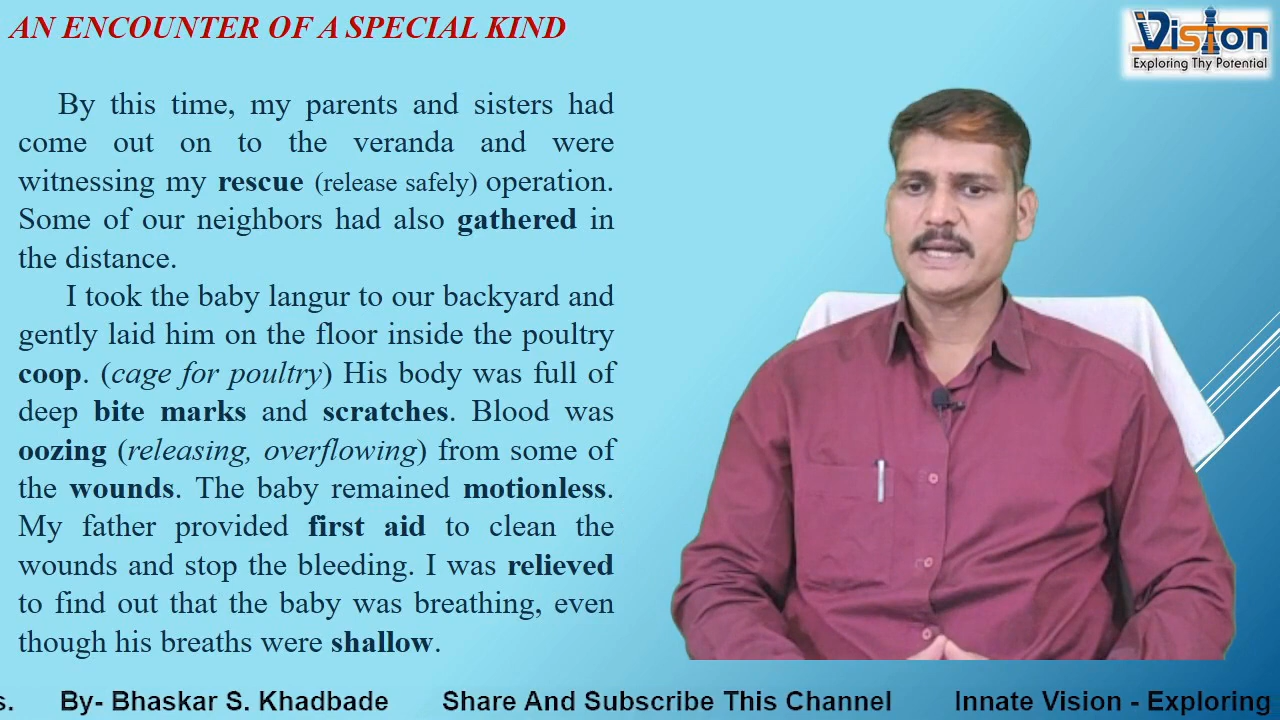 AN ENCOUNTER OF A SPECIAL KIND
Vision
Exploring Thy Potential
By this time, my parents and sisters had
come out on to the veranda and were
witnessing my rescue (release safely) operation.
Some of our neighbors had also gathered in
the distance.
I took the baby langur to our backyard and
gently laid him on the floor inside the poultry
coop. (cage for poultry) His body was full of
deep bite marks and scratches. Blood was
oozing (releasing, overflowing) from some of
the wounds. The baby remained motionless.
My father provided first aid to clean the
wounds and stop the bleeding. I was relieved
to find out that the baby was breathing, even
though his breaths were shallow.
s. By- Bhaskar S. Khadbade Share And Subscribe This Channel Innate Vision - Exploring